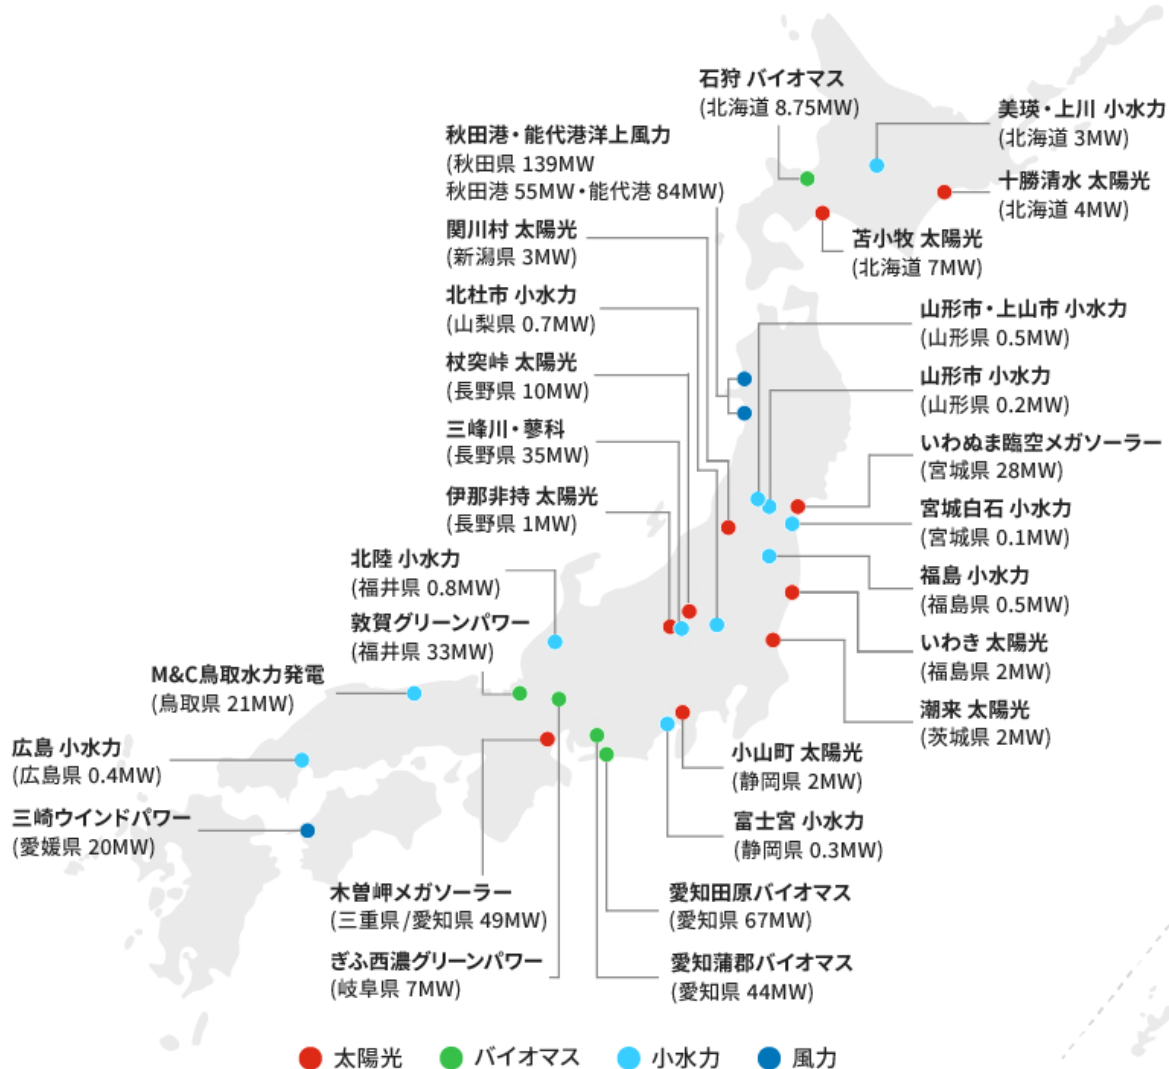 石狩 バイオマス
(北海道 8.75MW)
美瑛・上川 小水力
(北海道 3MW)
十勝清水 太陽光
(北海道 4MW)
苫小牧 太陽光
(北海道 7MW)
秋田港・能代港洋上風力
(秋田県 139MW
秋田港 55MW・能代港 84MW)
関川村 太陽光
(新潟県 3MW)
北杜市 小水力
(山梨県 0.7MW)
杖突峠 太陽光
(長野県 10MW)
三峰川・蓼科
(長野県 35MW)
伊那非持 太陽光
(長野県 1MW)
北陸 小水力
(福井県 0.8MW)
敦賀グリーンパワー
(福井県 33MW)
M&C鳥取水力発電
(鳥取県 21MW)
広島 小水力
(広島県 0.4MW)
三崎ウインドパワー
(愛媛県 20MW)
山形市・上山市 小水力
(山形県 0.5MW)
山形市 小水力
(山形県 0.2MW)
いわぬま臨空メガソーラー
(宮城県 28MW)
宮城白石 小水力
(宮城県 0.1MW)
福島 小水力
(福島県 0.5MW)
いわき 太陽光
(福島県 2MW)
潮来 太陽光
(茨城県 2MW)
小山町 太陽光
(静岡県 2MW)
富士宮 小水力
(静岡県 0.3MW)
木曽岬メガソーラー
(三重県/愛知県 49MW)
ぎふ西濃グリーンパワー
(岐阜県 7MW)
愛知田原バイオマス
(愛知県 67MW)
愛知蒲郡バイオマス
(愛知県 44MW)
太陽光 バイオマス 小水力 風力